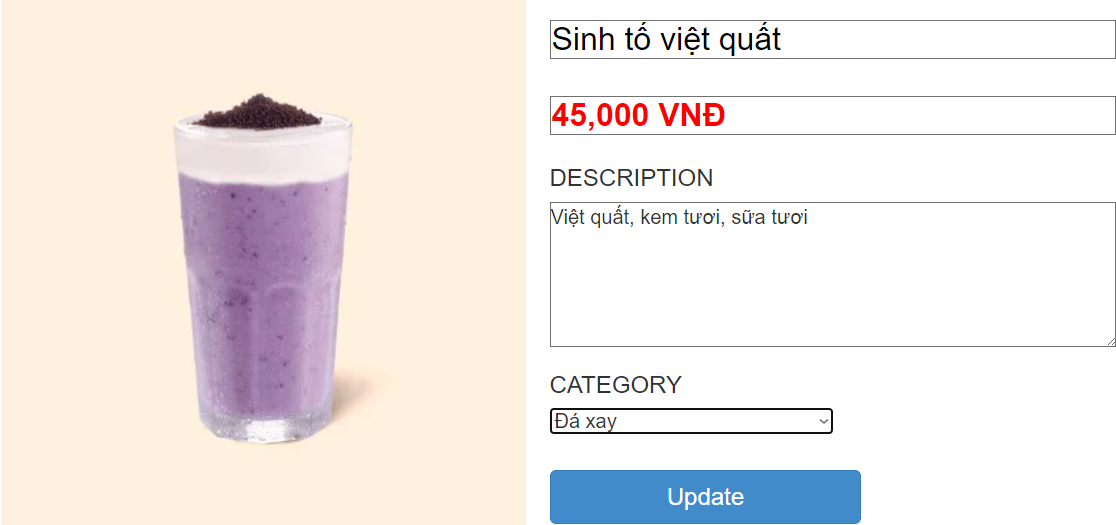 Sinh tố việt quất
45,000 VNĐ
DESCRIPTION
Việt quất, kem tươi, sữa tươi
CATEGORY
Đá xay
Update